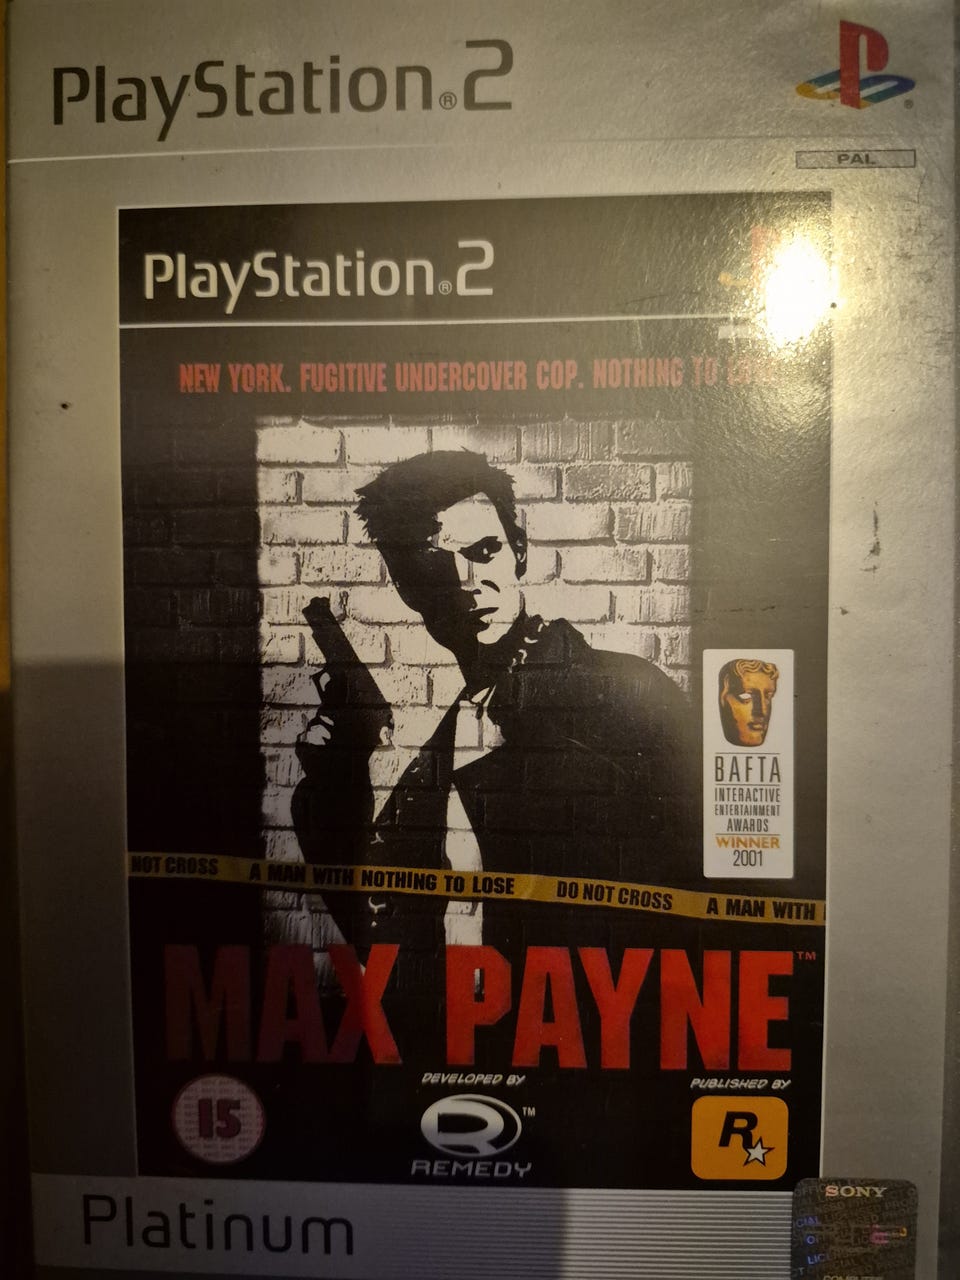 PlayStation®2
PAL
PlayStation®2
NEW YORK. FUGITIVE UNDERCOVER COP. NOTHING TO
BAFTA
INTERACTIVE
ENTERTAINMENT
AWARDS
WINNER
2001
NOT CROSS A MAN WITH NOTHING TO LOSE DO NOT CROSS A MAN WITH
MAX PAYNE™
DEVELOPED BY
PUBLISHED BY
15
R™
R
REMEDY
Platinum
SONY